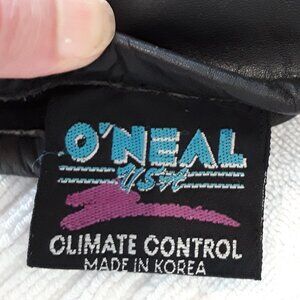 O'NEAL
USA
CLIMATE CONTROL
MADE IN KOREA